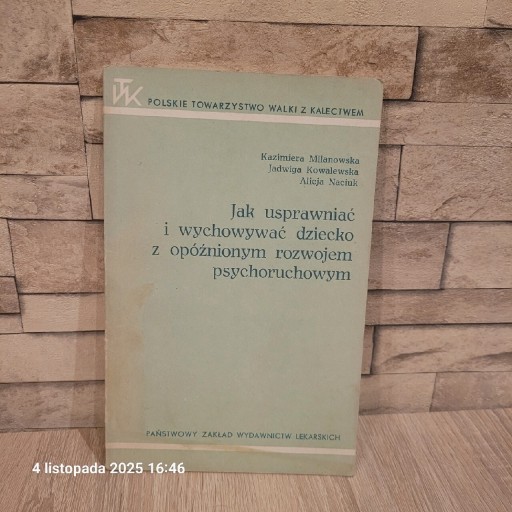 TWK POLSKIE TOWARZYSTWO WALKI Z KALECTWEM
Kazimiera Milanowska
Jadwiga Kowalewska
Alicja Naciuk
Jak usprawniać
i wychowywać dziecko
z opóźnionym rozwojem
psychoruchowym
PAŃSTWOWY ZAKŁAD WYDAWNICTW LEKARSKICH
4 listopada 2025 16:46